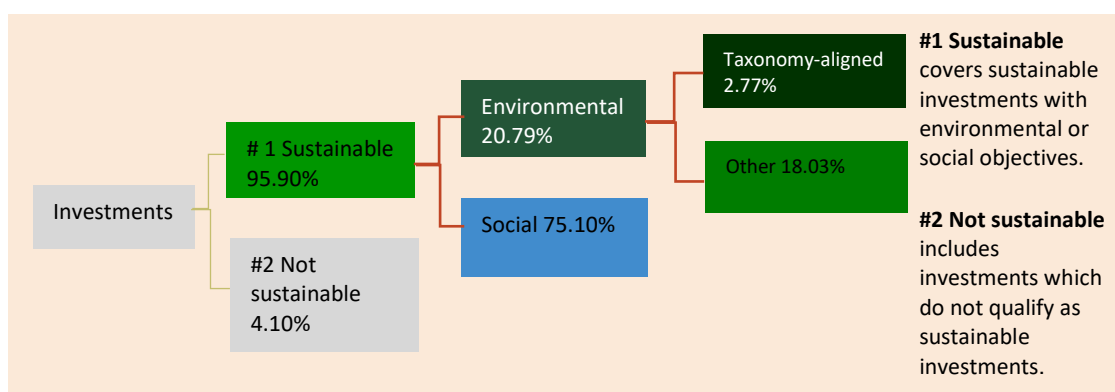 Investments
# 1 Sustainable
95.90%
#2 Not
sustainable
4.10%
Environmental
20.79%
Social 75.10%
Taxonomy-aligned
2.77%
Other 18.03%
#1 Sustainable
covers sustainable
investments with
environmental or
social objectives.
#2 Not sustainable
includes
investments which
do not qualify as
sustainable
investments.